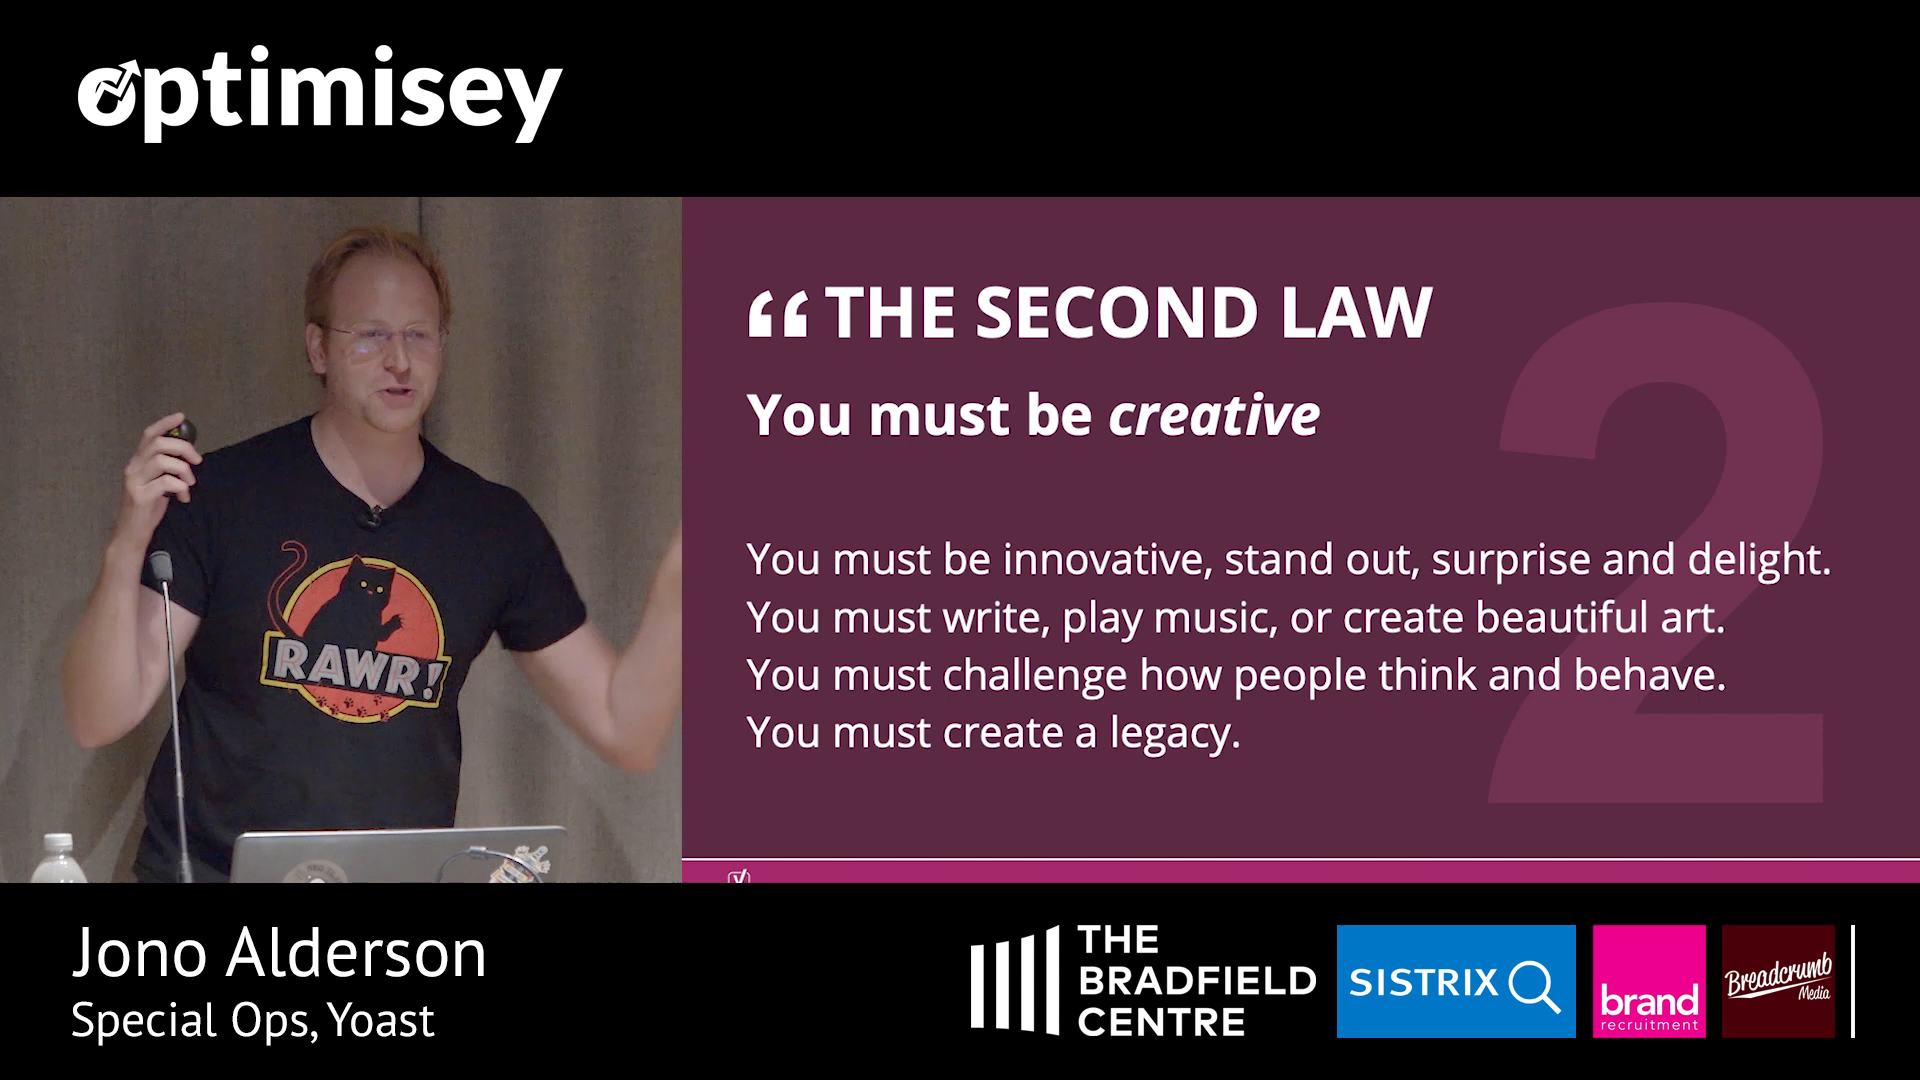 optimisey
“ THE SECOND LAW
You must be creative
2
You must be innovative, stand out, surprise and delight.
You must write, play music, or create beautiful art.
You must challenge how people think and behave.
You must create a legacy.
RAWR!
Jono Alderson
Special Ops, Yoast
THE
BRADFIELD
CENTRE
SISTRIX
brand
recruitment
Breadcrumb
Media